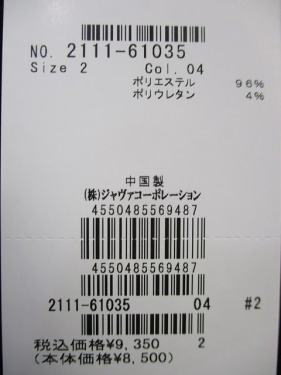 NO. 2111-61035
Size 2 Col. 04
ポリエステル 96%
ポリウレタン 4%
中国製
(株)ジャヴァコーポレーション
4550485569487
4550485569487
2111-61035 04 #2
税込価格¥9,350 2
(本体価格¥8,500)